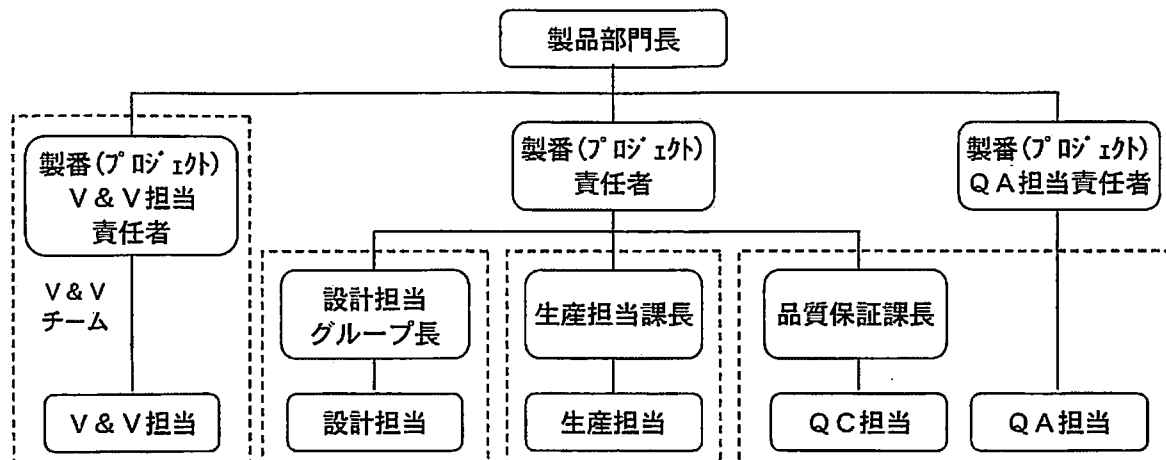 製品部門長
製番(ﾌﾟﾛｼﾞｪｸﾄ)
V&V担当
責任者
製番(ﾌﾟﾛｼﾞｪｸﾄ)
責任者
製番(ﾌﾟﾛｼﾞｪｸﾄ)
QA担当責任者
V&V
チーム
設計担当
グループ長
生産担当課長
品質保証課長
V&V担当
設計担当
生産担当
QC担当
QA担当